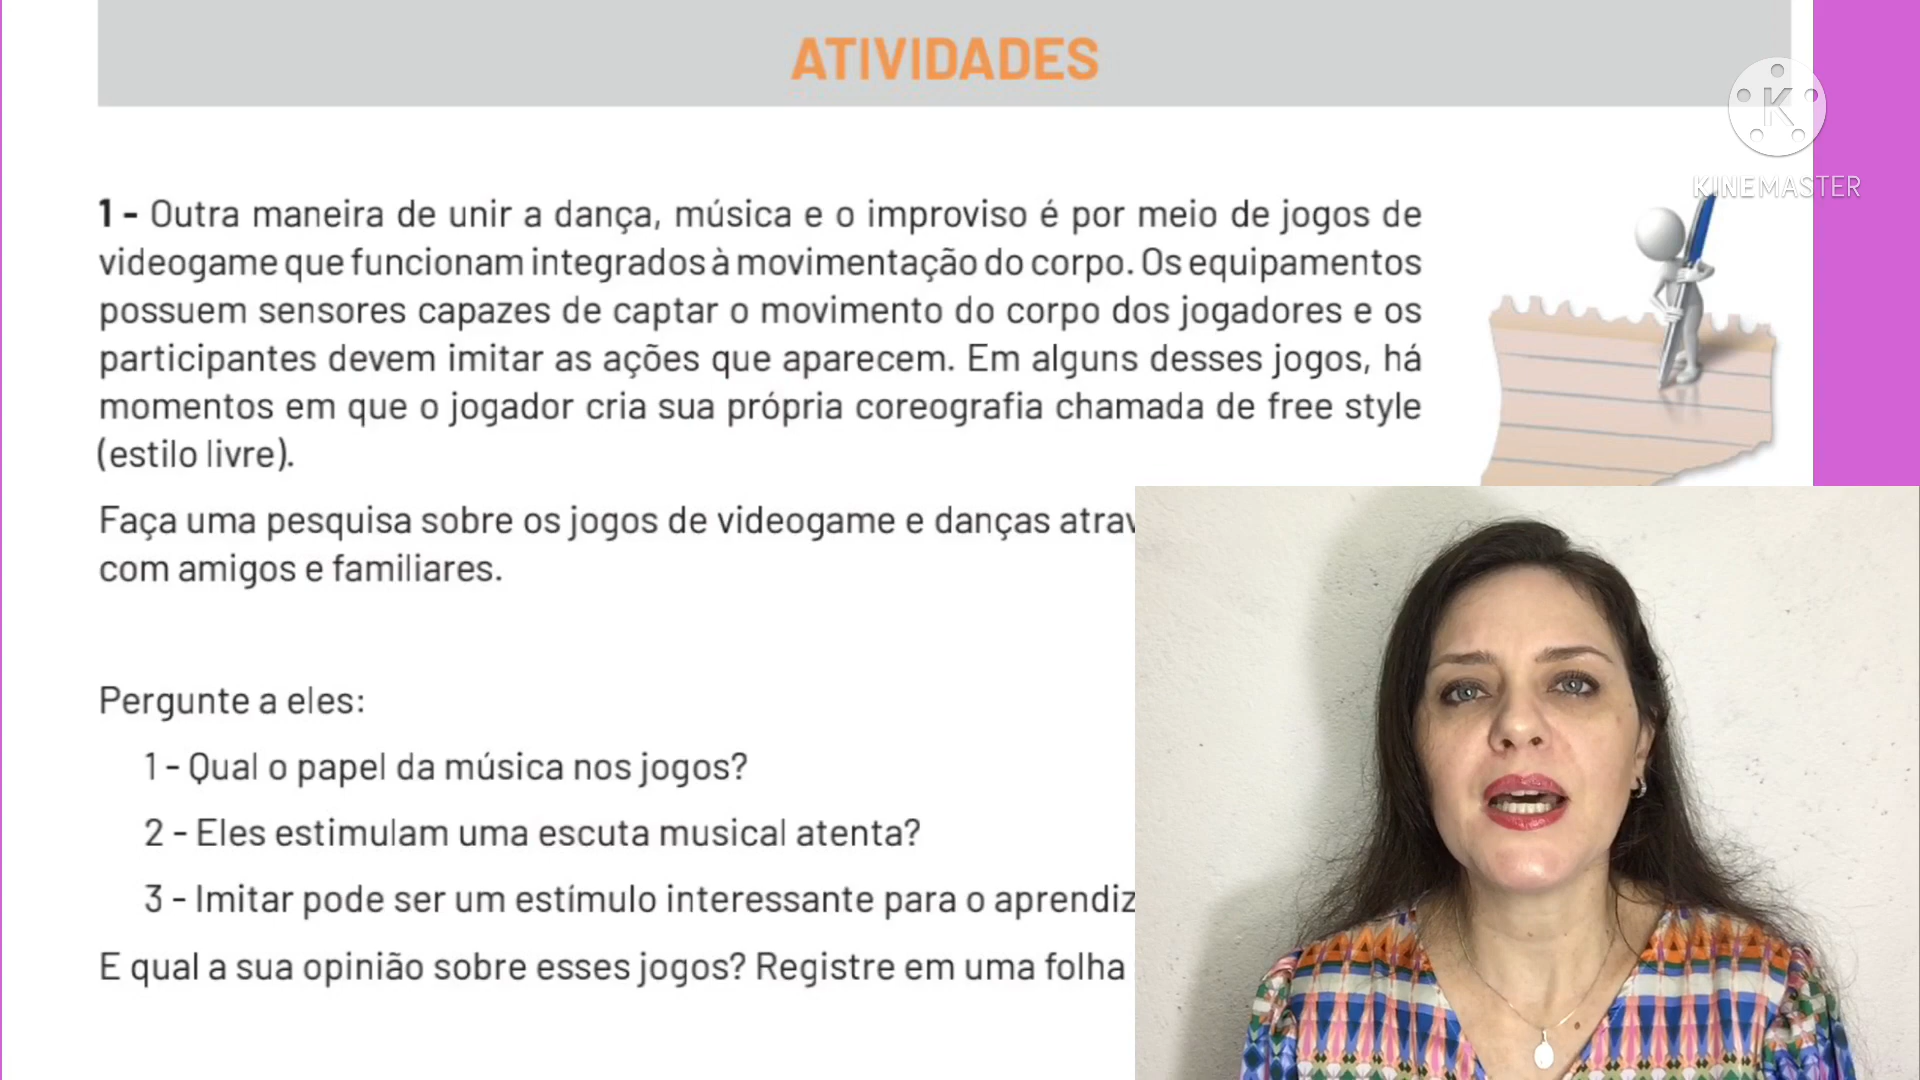 ATIVIDADES
K
KINEMASTER
1 - Outra maneira de unir a dança, música e o improviso é por meio de jogos de
videogame que funcionam integrados à movimentação do corpo. Os equipamentos
possuem sensores capazes de captar o movimento do corpo dos jogadores e os
participantes devem imitar as ações que aparecem. Em alguns desses jogos, há
momentos em que o jogador cria sua própria coreografia chamada de free style
(estilo livre).
Faça uma pesquisa sobre os jogos de videogame e danças
com amigos e familiares.
Pergunte a eles:
1 - Qual o papel da música nos jogos?
2 - Eles estimulam uma escuta musical atenta?
3 - Imitar pode ser um estímulo interessante para o
E qual a sua opinião sobre esses jogos? Registre em uma folha